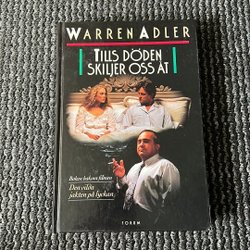 WARREN ADLER
TILLS DÖDEN
SKILJER OSS ÅT
Boken bakom filmen
Den vilda
jakten på lyckan
FORUM